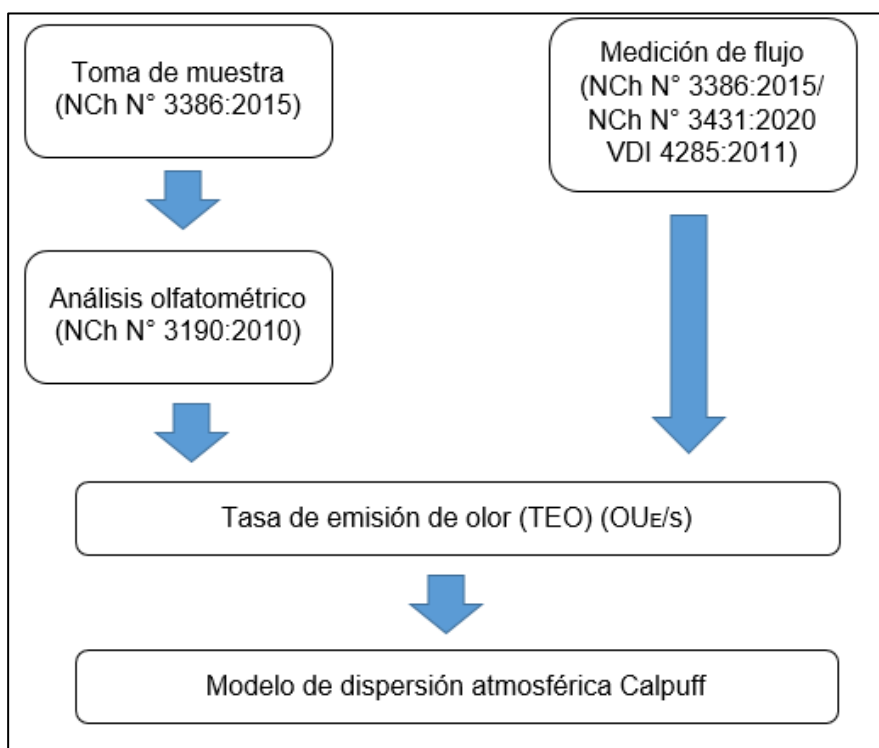 Toma de muestra
(NCh N° 3386:2015)
Medición de flujo
(NCh N° 3386:2015/
NCh N° 3431:2020
VDI 4285:2011)
Análisis olfatométrico
(NCh N° 3190:2010)
Tasa de emisión de olor (TEO) (OUE/s)
Modelo de dispersión atmosférica Calpuff